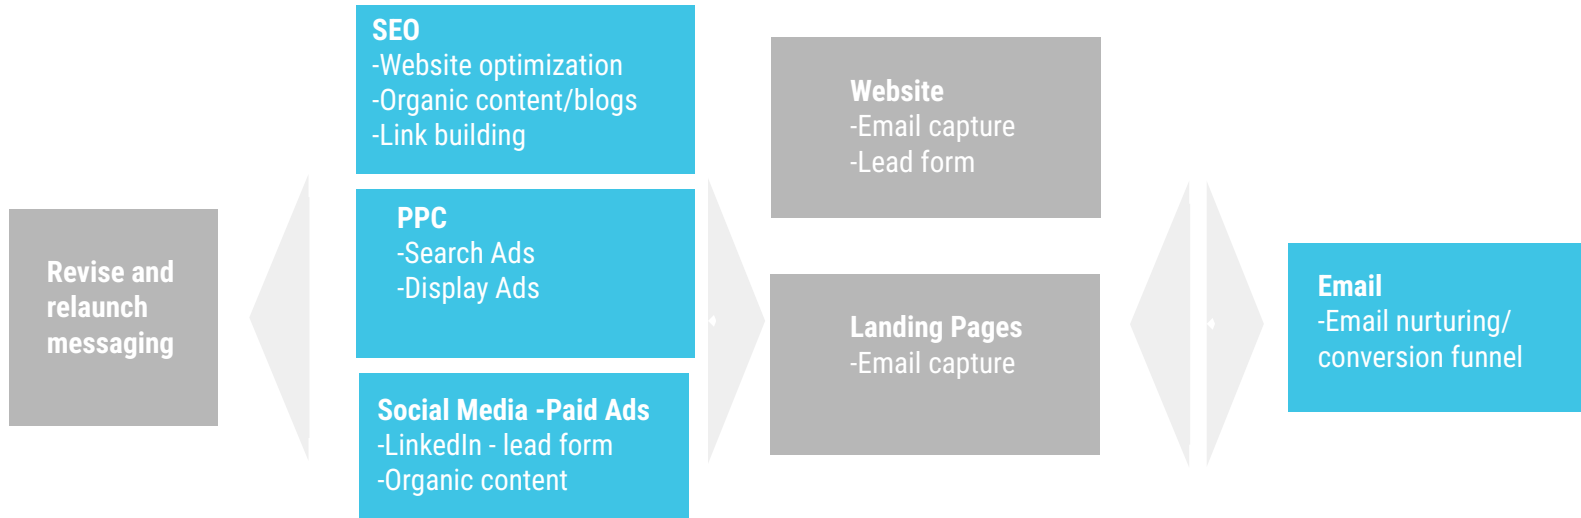 Revise and
relaunch
messaging
SEO
-Website optimization
-Organic content/blogs
-Link building
PPC
-Search Ads
-Display Ads
Social Media -Paid Ads
-LinkedIn - lead form
-Organic content
Website
-Email capture
-Lead form
Landing Pages
-Email capture
Email
-Email nurturing/
conversion funnel